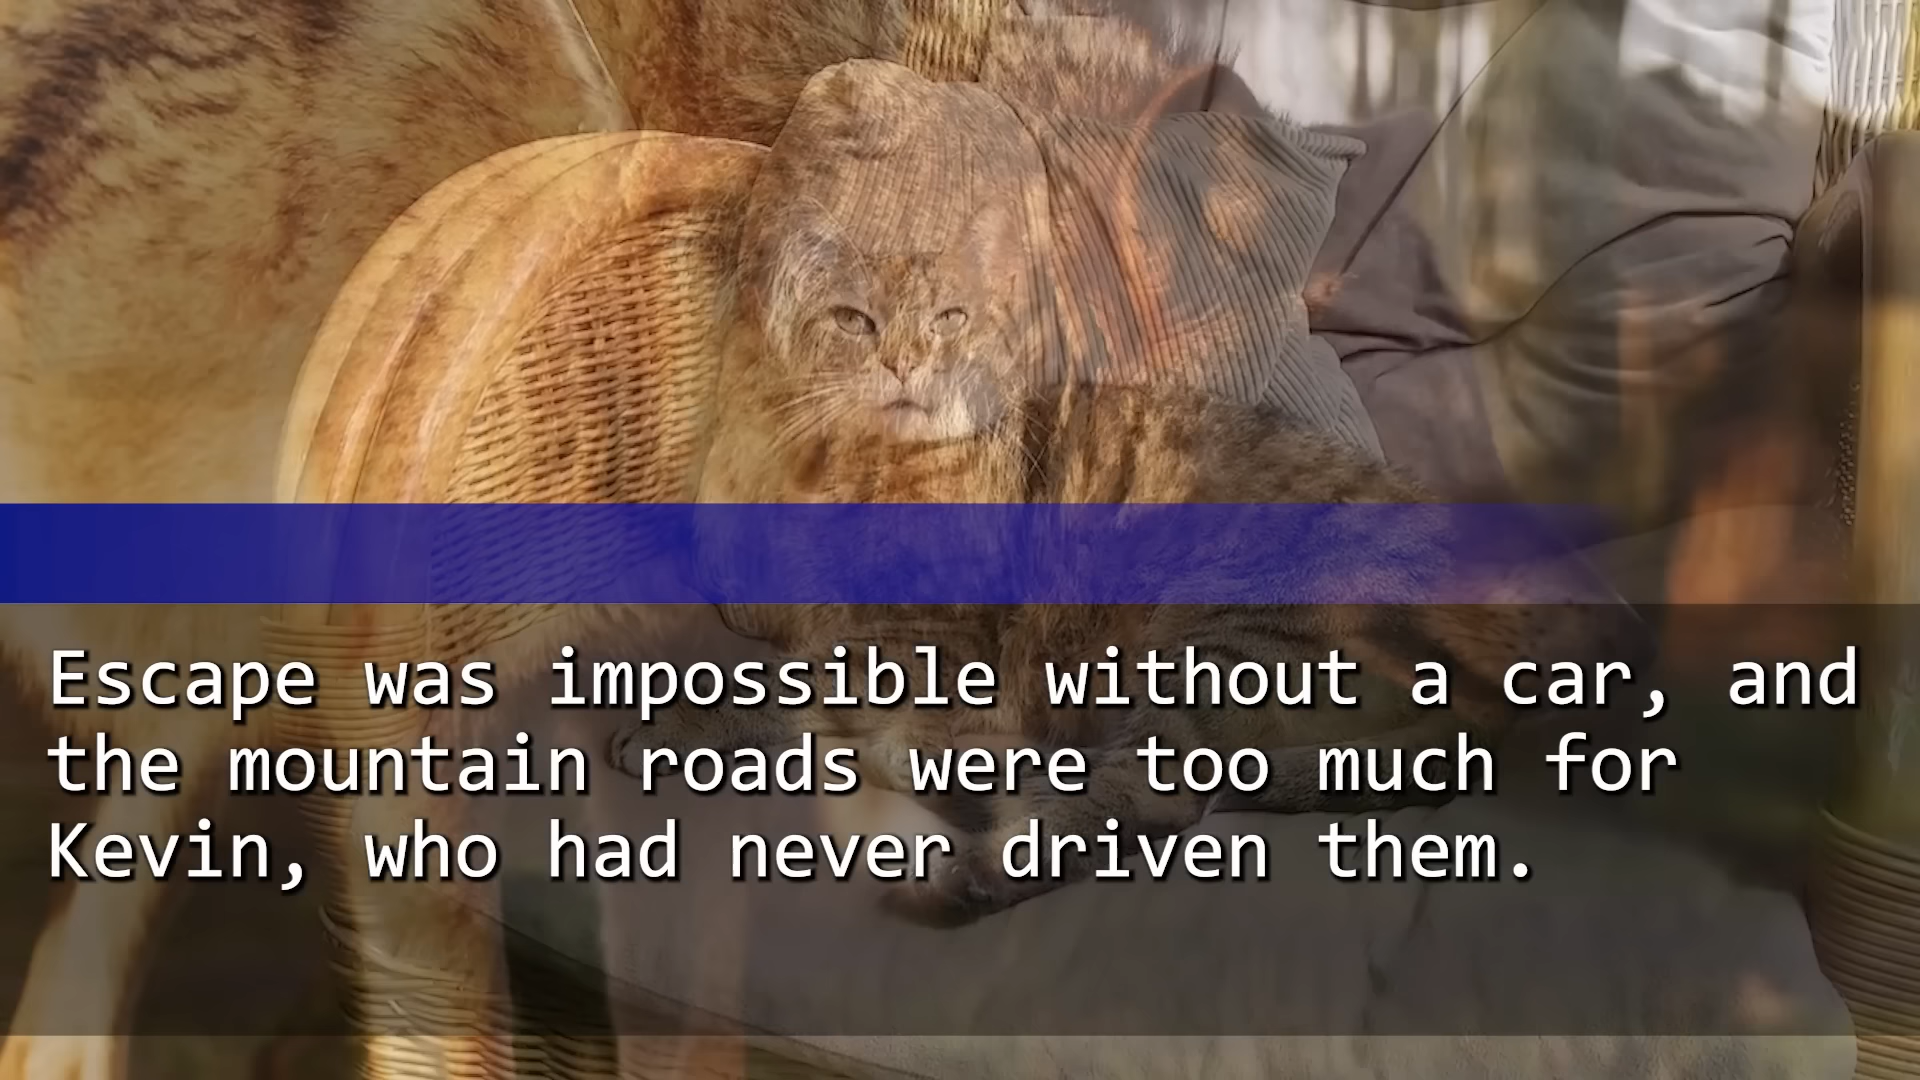 Escape was impossible without a car, and
the mountain roads were too much for
Kevin, who had never driven them.